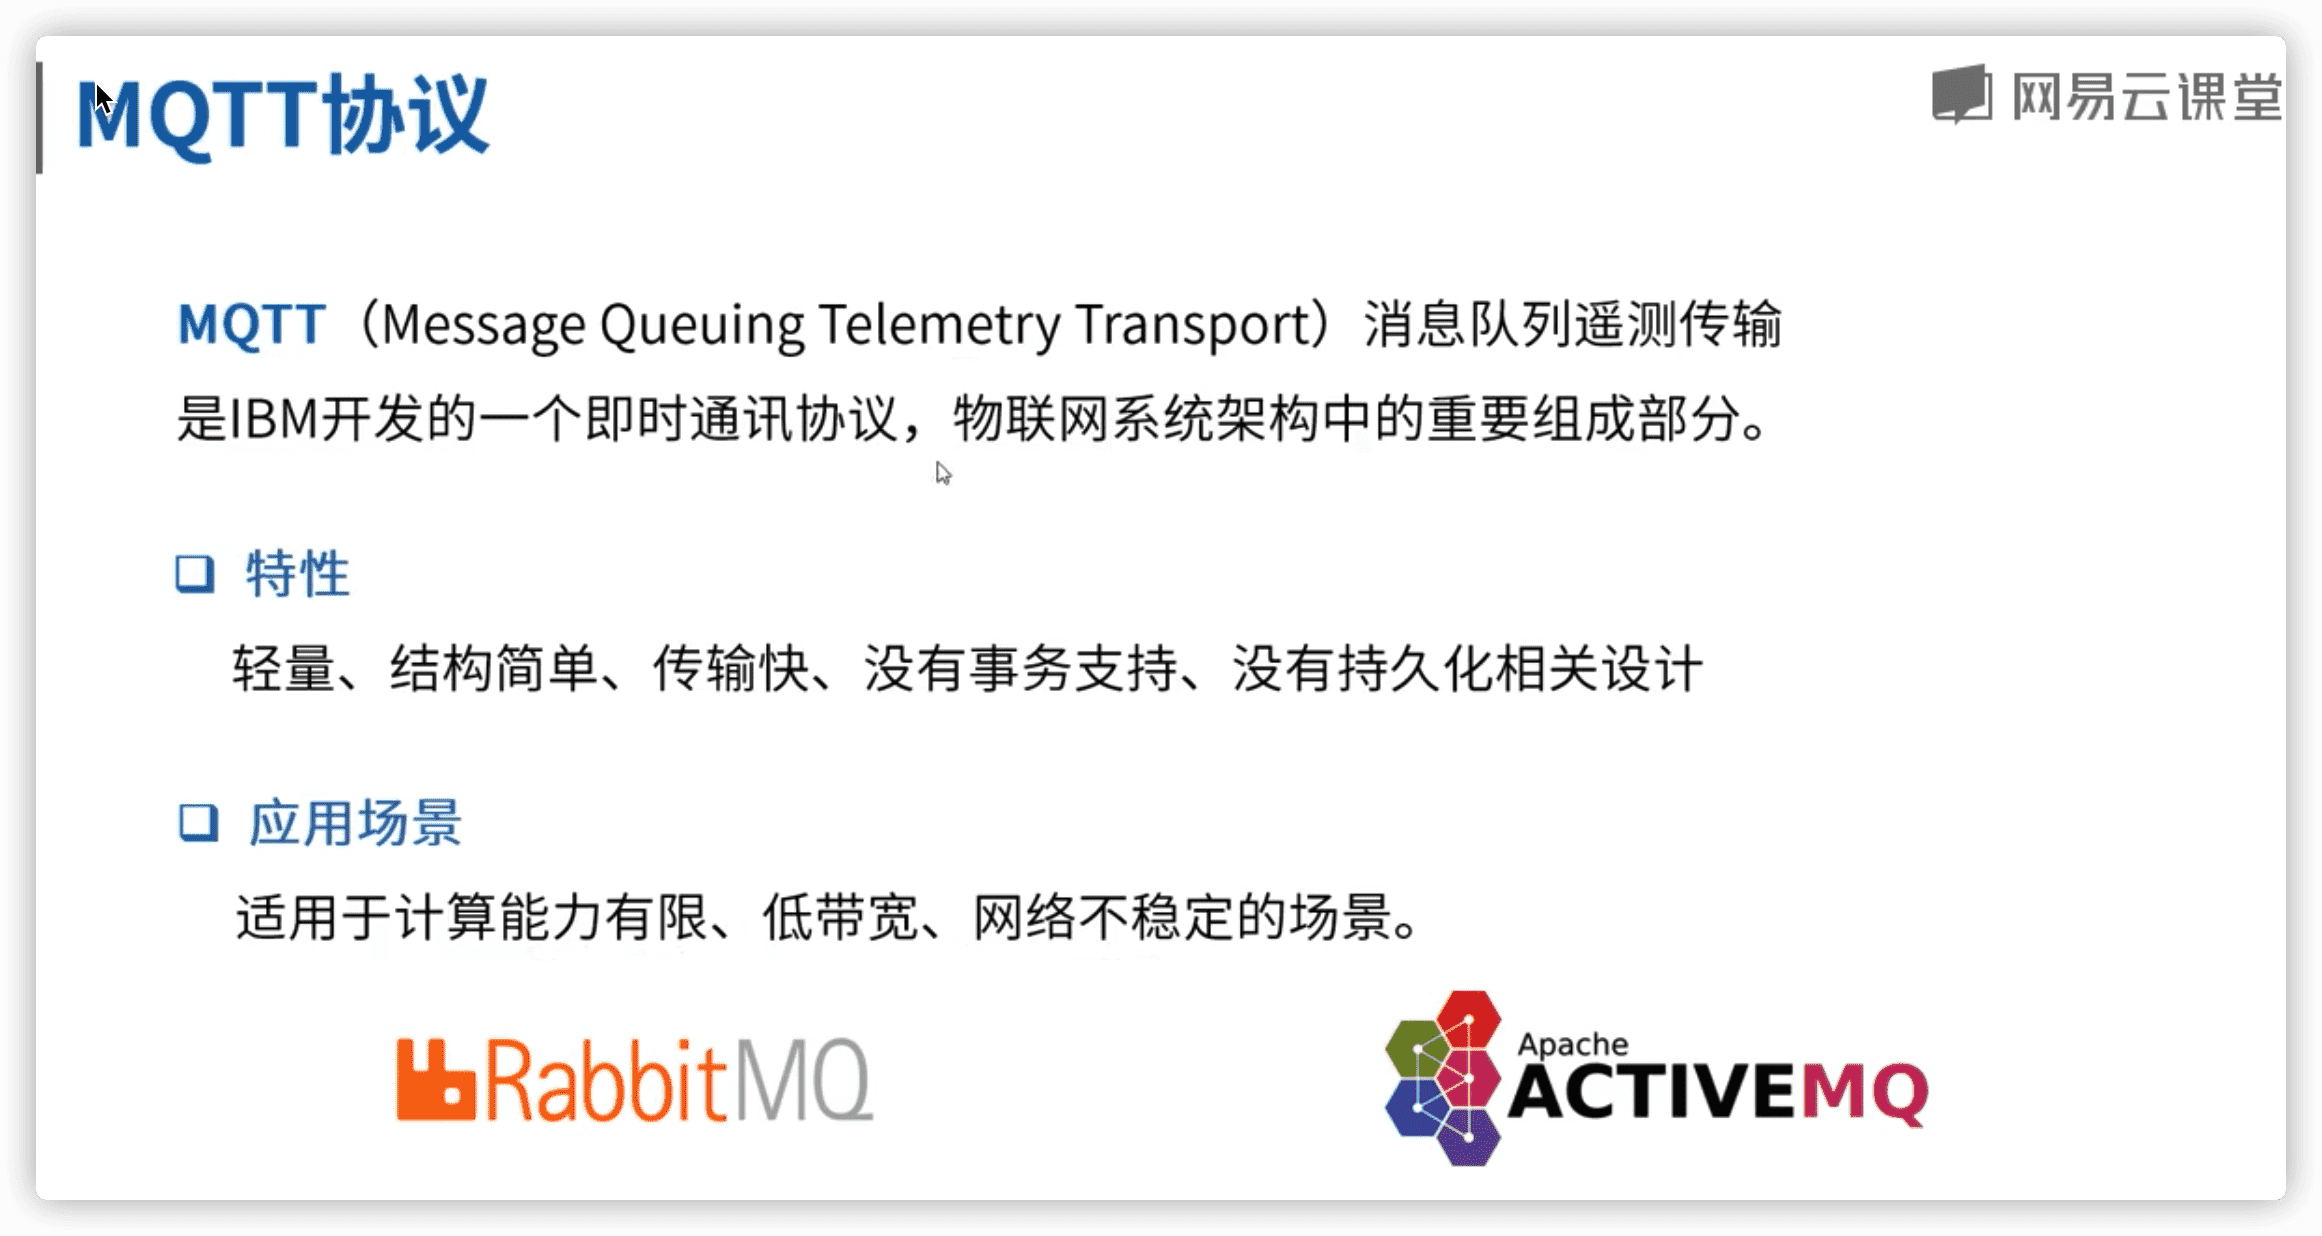 MQTT协议
网易云课堂
MQTT（Message Queuing Telemetry Transport）消息队列遥测传输
是IBM开发的一个即时通讯协议，物联网系统架构中的重要组成部分。
特性
轻量、结构简单、传输快、没有事务支持、没有持久化相关设计
应用场景
适用于计算能力有限、低带宽、网络不稳定的场景。
RabbitMQ
Apache
ACTIVEMQ